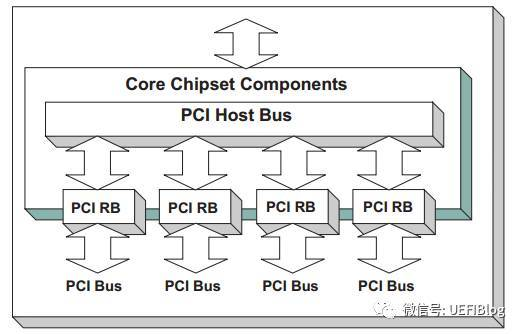 Core Chipset Components
PCI Host Bus
PCI RB PCI RB PCI RB PCI RB
PCI Bus PCI Bus PCI Bus PCI Bus
微信号: UEFIBlog